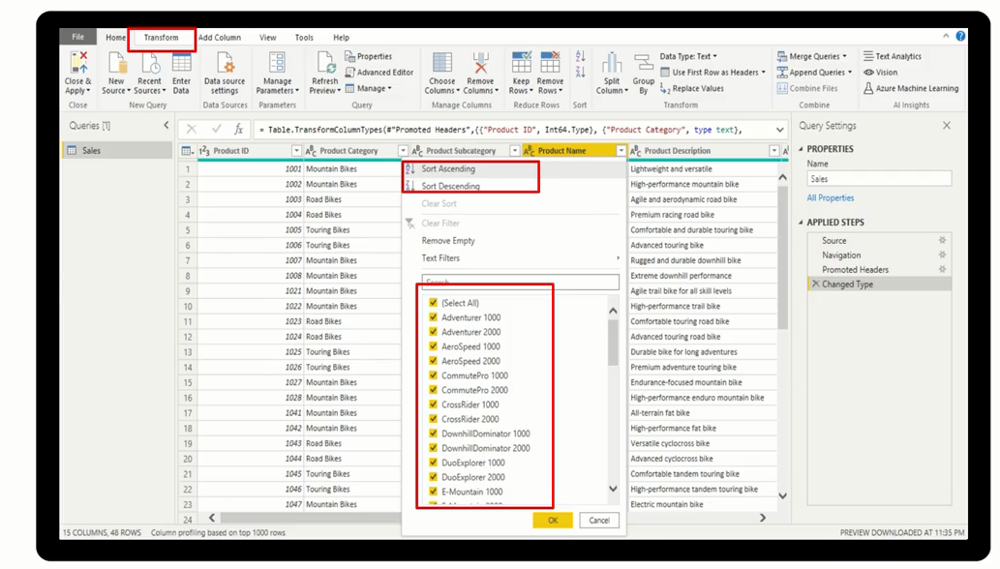 File Home Transform Add Column View Tools Help
Close & Apply New Source Recent Sources Enter Data Data source settings Manage Parameters Refresh Preview Properties Advanced Editor Manage Choose Columns Remove Columns Keep Rows Remove Rows Split Column Group By Data Type: Text Use First Row as Headers Replace Values Merge Queries Append Queries Combine Files Text Analytics Vision Azure Machine Learning
Close New Query Data Sources Parameters Query Manage Columns Reduce Rows Sort Transform Combine AI Insights
Queries [1]
Sales
= Table.TransformColumnTypes(#"Promoted Headers",{{"Product ID", Int64.Type}, {"Product Category", type text},
Product ID Product Category Product Subcategory Product Name Product Description
1 1001 Mountain Bikes Lightweight and versatile
2 1002 Mountain Bikes High-performance mountain bike
3 1003 Road Bikes Agile and aerodynamic road bike
4 1004 Road Bikes Premium racing road bike
5 1005 Touring Bikes Comfortable and durable touring bike
6 1006 Touring Bikes Advanced touring bike
7 1007 Mountain Bikes Rugged and durable downhill bike
8 1008 Mountain Bikes Extreme downhill performance
9 1021 Mountain Bikes Agile trail bike for all skill levels
10 1022 Mountain Bikes High-performance trail bike
11 1023 Road Bikes Comfortable touring road bike
12 1024 Road Bikes Advanced touring road bike
13 1025 Touring Bikes Durable bike for long adventures
14 1026 Touring Bikes Premium adventure touring bike
15 1027 Mountain Bikes Endurance-focused mountain bike
16 1028 Mountain Bikes High-performance enduro mountain bike
17 1041 Mountain Bikes All-terrain fat bike
18 1042 Mountain Bikes High-performance fat bike
19 1043 Road Bikes Versatile cyclocross bike
20 1044 Road Bikes Advanced cyclocross bike
21 1045 Touring Bikes Comfortable tandem touring bike
22 1046 Touring Bikes High-performance tandem touring bike
23 1047 Mountain Bikes Electric mountain bike
24
Sort Ascending
Sort Descending
Clear Sort
Clear Filter
Remove Empty
Text Filters
Search
(Select All)
Adventurer 1000
Adventurer 2000
AeroSpeed 1000
AeroSpeed 2000
CommutePro 1000
CommutePro 2000
CrossRider 1000
CrossRider 2000
DownhillDominator 1000
DownhillDominator 2000
DuoExplorer 1000
DuoExplorer 2000
E-Mountain 1000
OK Cancel
Query Settings
PROPERTIES
Name
Sales
All Properties
APPLIED STEPS
Source
Navigation
Promoted Headers
Changed Type
15 COLUMNS, 48 ROWS Column profiling based on top 1000 rows
PREVIEW DOWNLOADED AT 11:35 PM